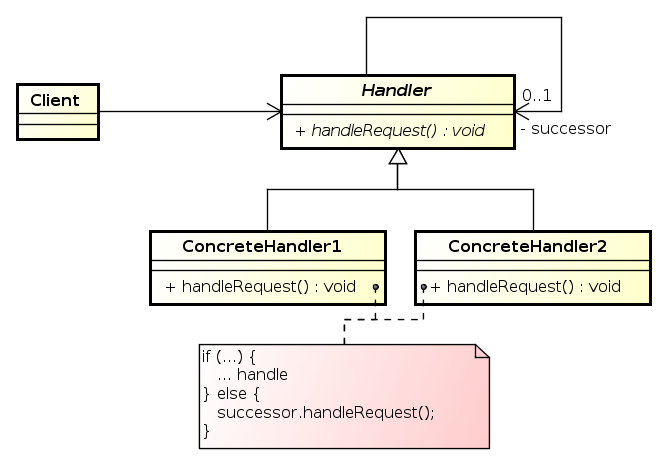 Client
Handler
+ handleRequest() : void
0..1
- successor
ConcreteHandler1
+ handleRequest() : void
ConcreteHandler2
+ handleRequest() : void
if (...) {
... handle
} else {
successor.handleRequest();
}